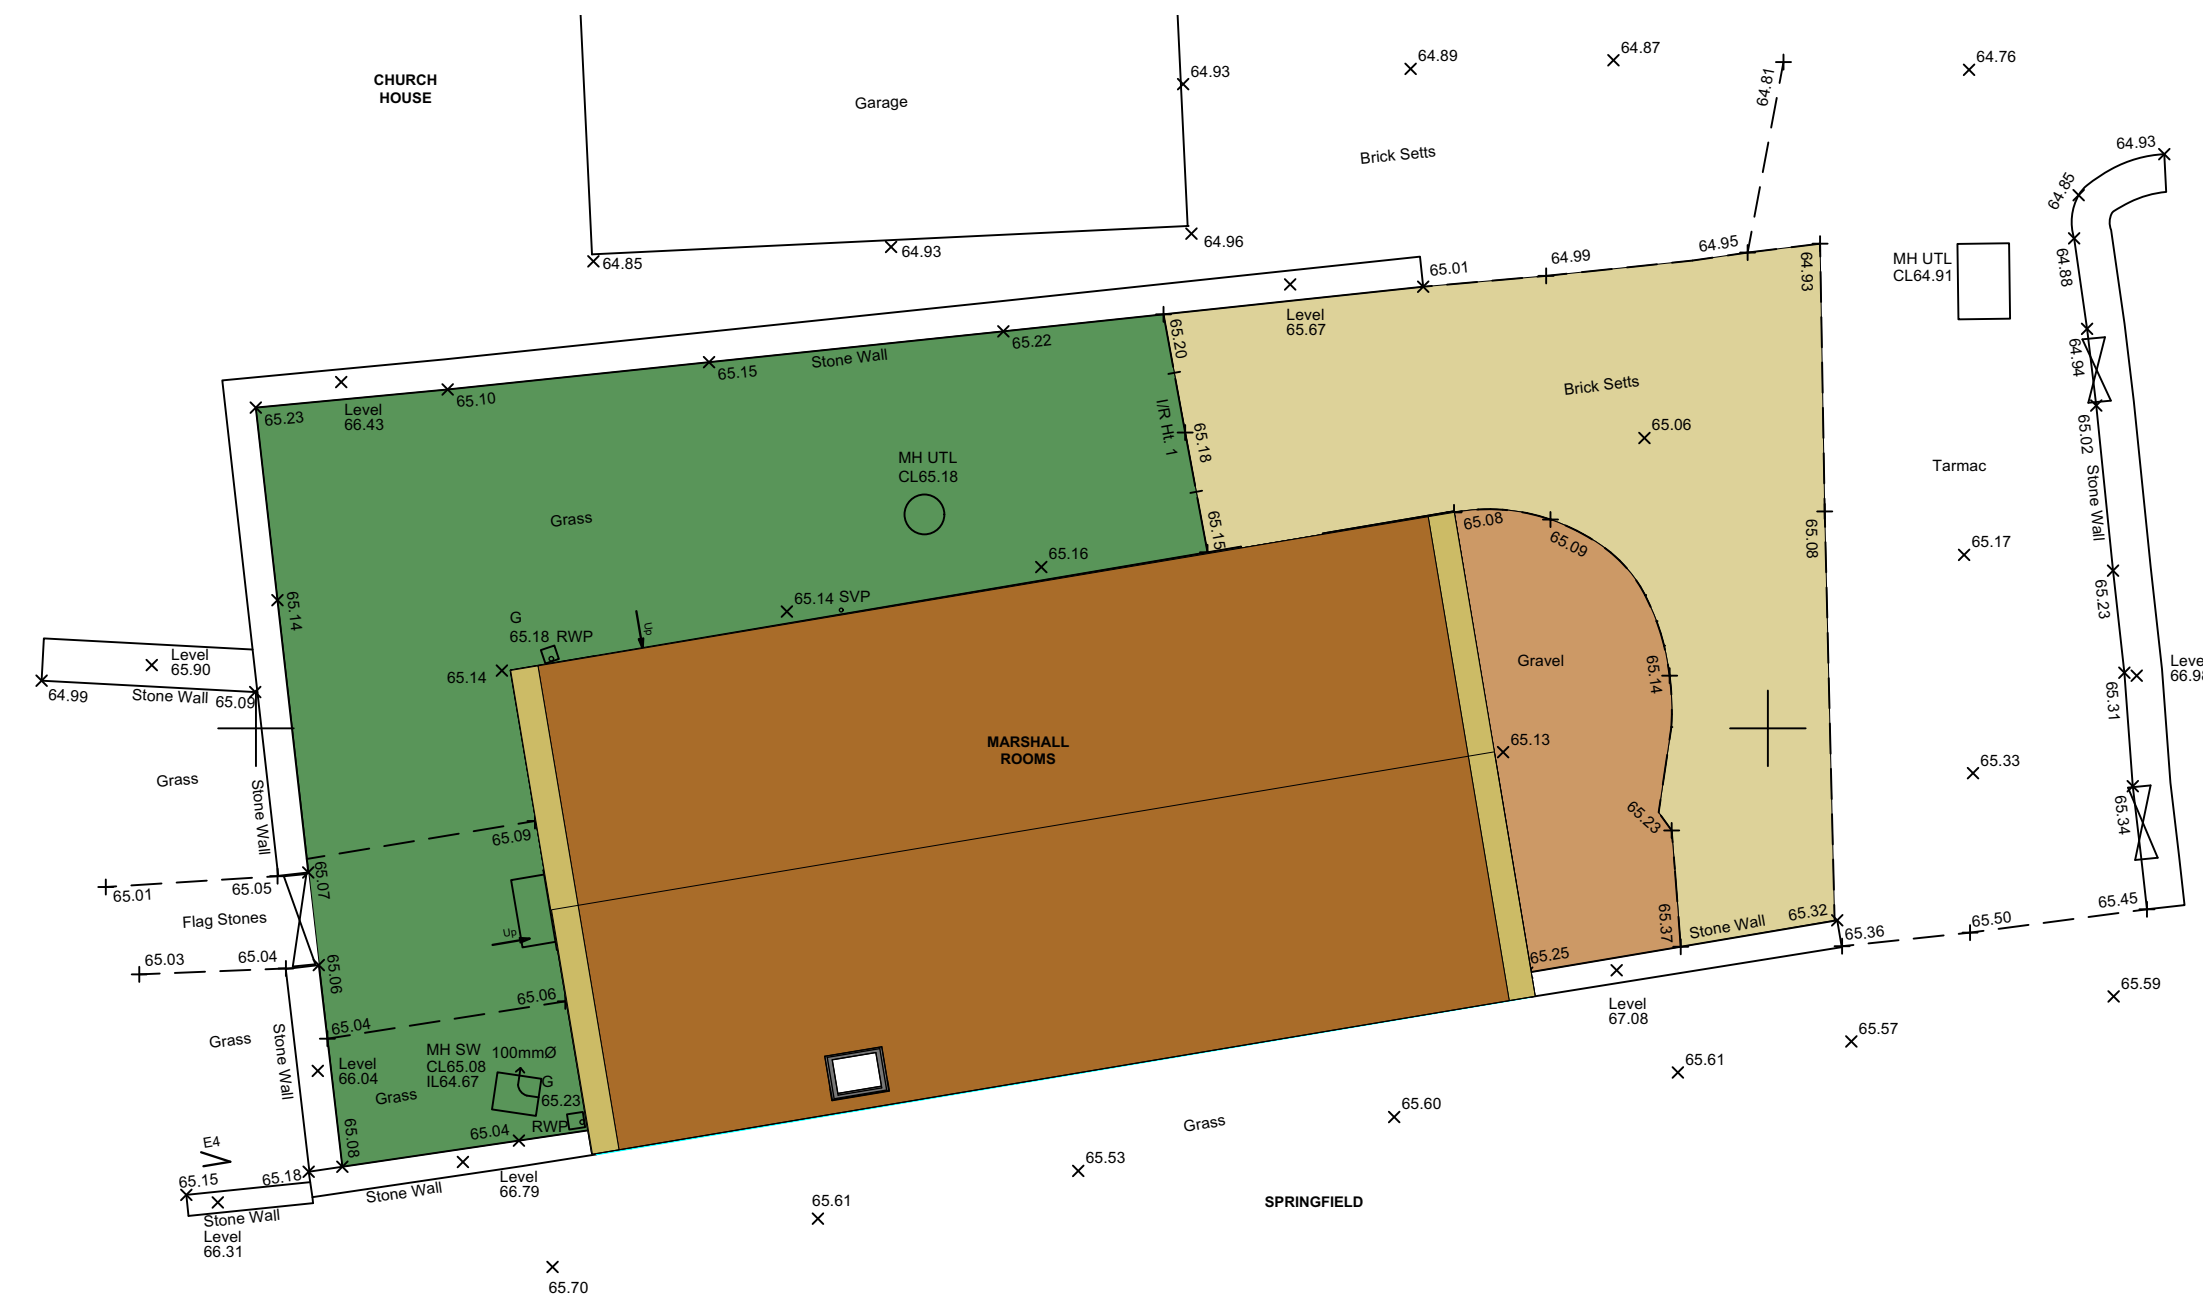 CHURCH
HOUSE
Garage
64.93
64.89
64.87
64.81
64.76
Brick Setts
64.93
64.85
64.85
64.93
64.96
64.95
64.99
65.01
64.93
MH UTL
CL64.91
64.88
64.94
Level
65.67
65.20
65.22
Stone Wall
65.15
65.10
65.23
Level
66.43
I/R Ht. 1
65.18
65.15
Brick Setts
65.06
Tarmac
65.02
Stone Wall
MH UTL
CL65.18
Grass
65.08
65.09
65.08
65.17
65.16
65.14 SVP
65.23
65.14
G
65.18 RWP
Up
65.14
Level
65.90
Stone Wall
64.99
65.09
Gravel
65.14
65.31
Level
66.98
MARSHALL
ROOMS
65.13
65.33
Grass
Stone Wall
65.09
65.23
65.34
65.01
65.05
65.07
Flag Stones
65.03
65.04
65.06
Up
65.06
65.04
65.37
Stone Wall
65.32
65.36
65.50
65.45
65.25
Level
67.08
65.59
65.57
65.61
Grass
Stone Wall
Level
66.04
MH SW
CL65.08
IL64.67
100mmØ
G
65.23
RWP
Grass
65.04
65.08
65.60
Grass
E4
65.15
65.18
Stone Wall
Level
66.31
Stone Wall
Level
66.79
65.53
65.61
SPRINGFIELD
65.70